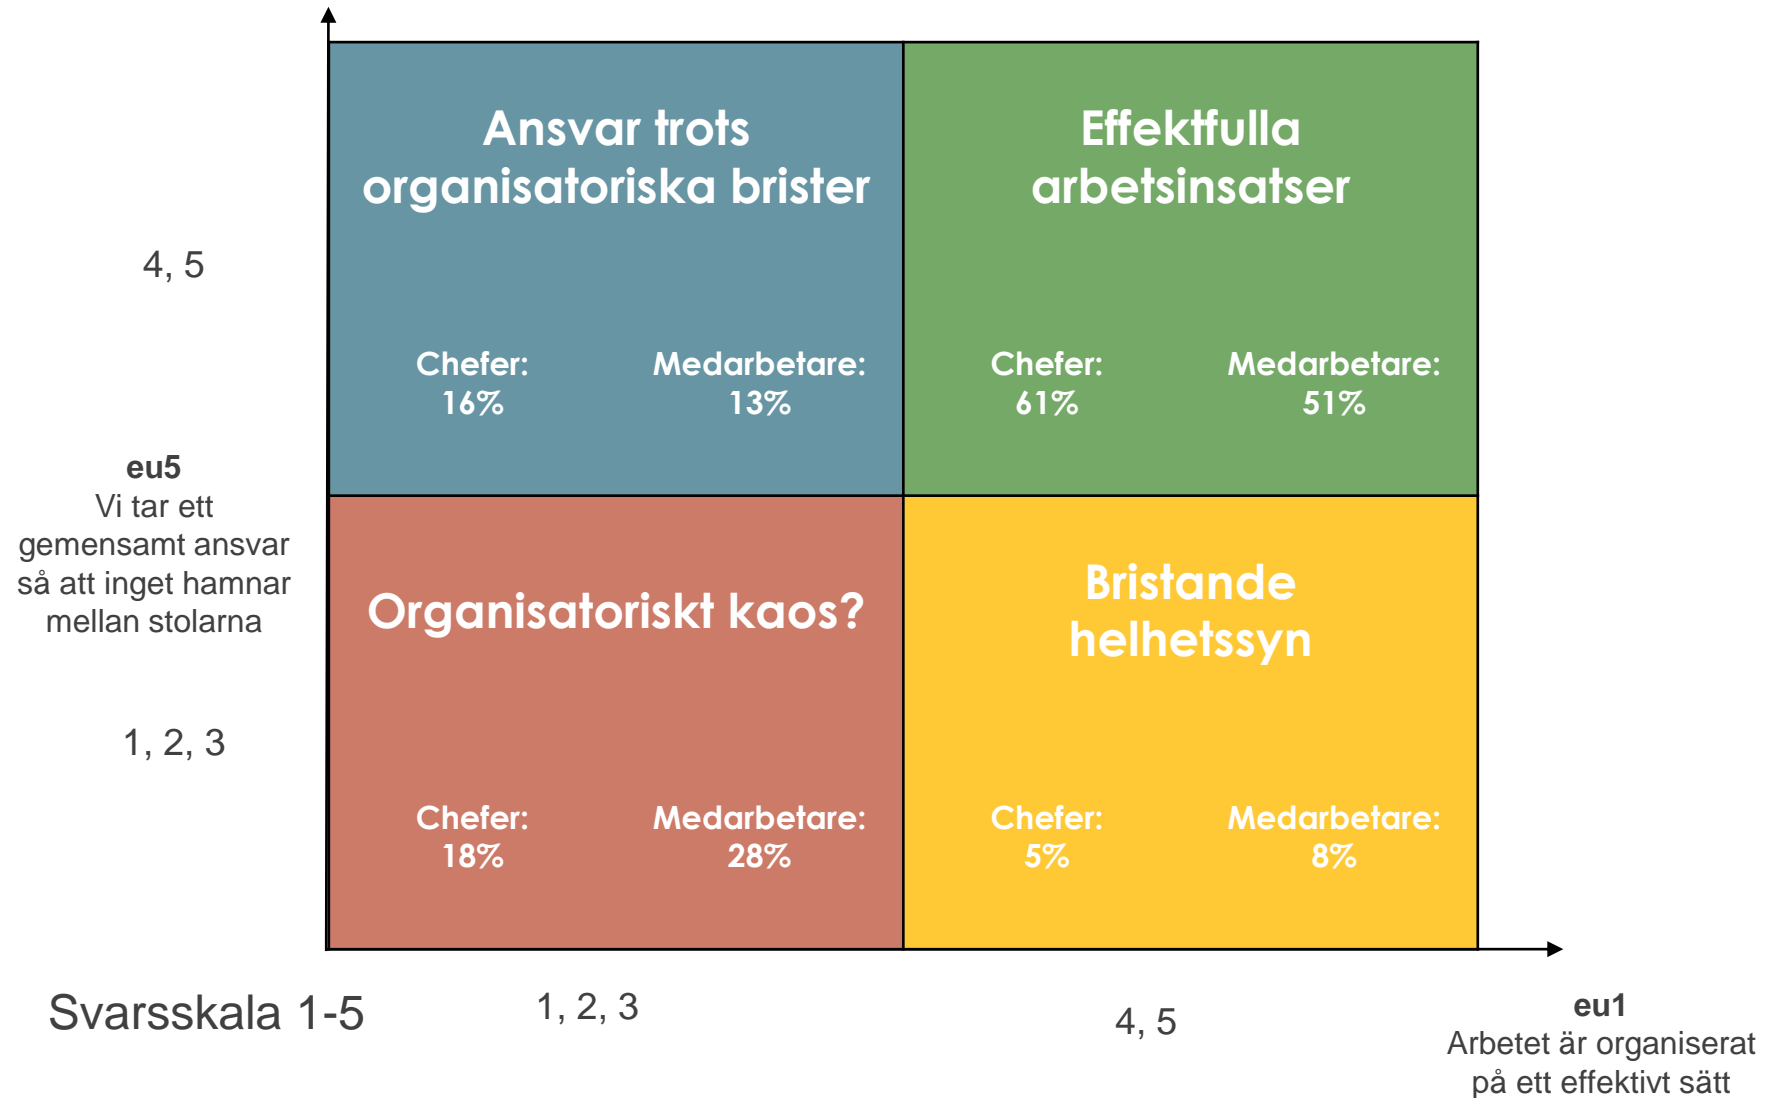 Ansvar trots
organisatoriska brister
Effektfulla
arbetsinsatser
4, 5
Chefer:
16%
Medarbetare:
13%
Chefer:
61%
Medarbetare:
51%
eu5
Vi tar ett
gemensamt ansvar
så att inget hamnar
mellan stolarna
Organisatoriskt kaos?
Bristande
helhetssyn
1, 2, 3
Chefer:
18%
Medarbetare:
28%
Chefer:
5%
Medarbetare:
8%
Svarsskala 1-5
1, 2, 3
4, 5
eu1
Arbetet är organiserat
på ett effektivt sätt